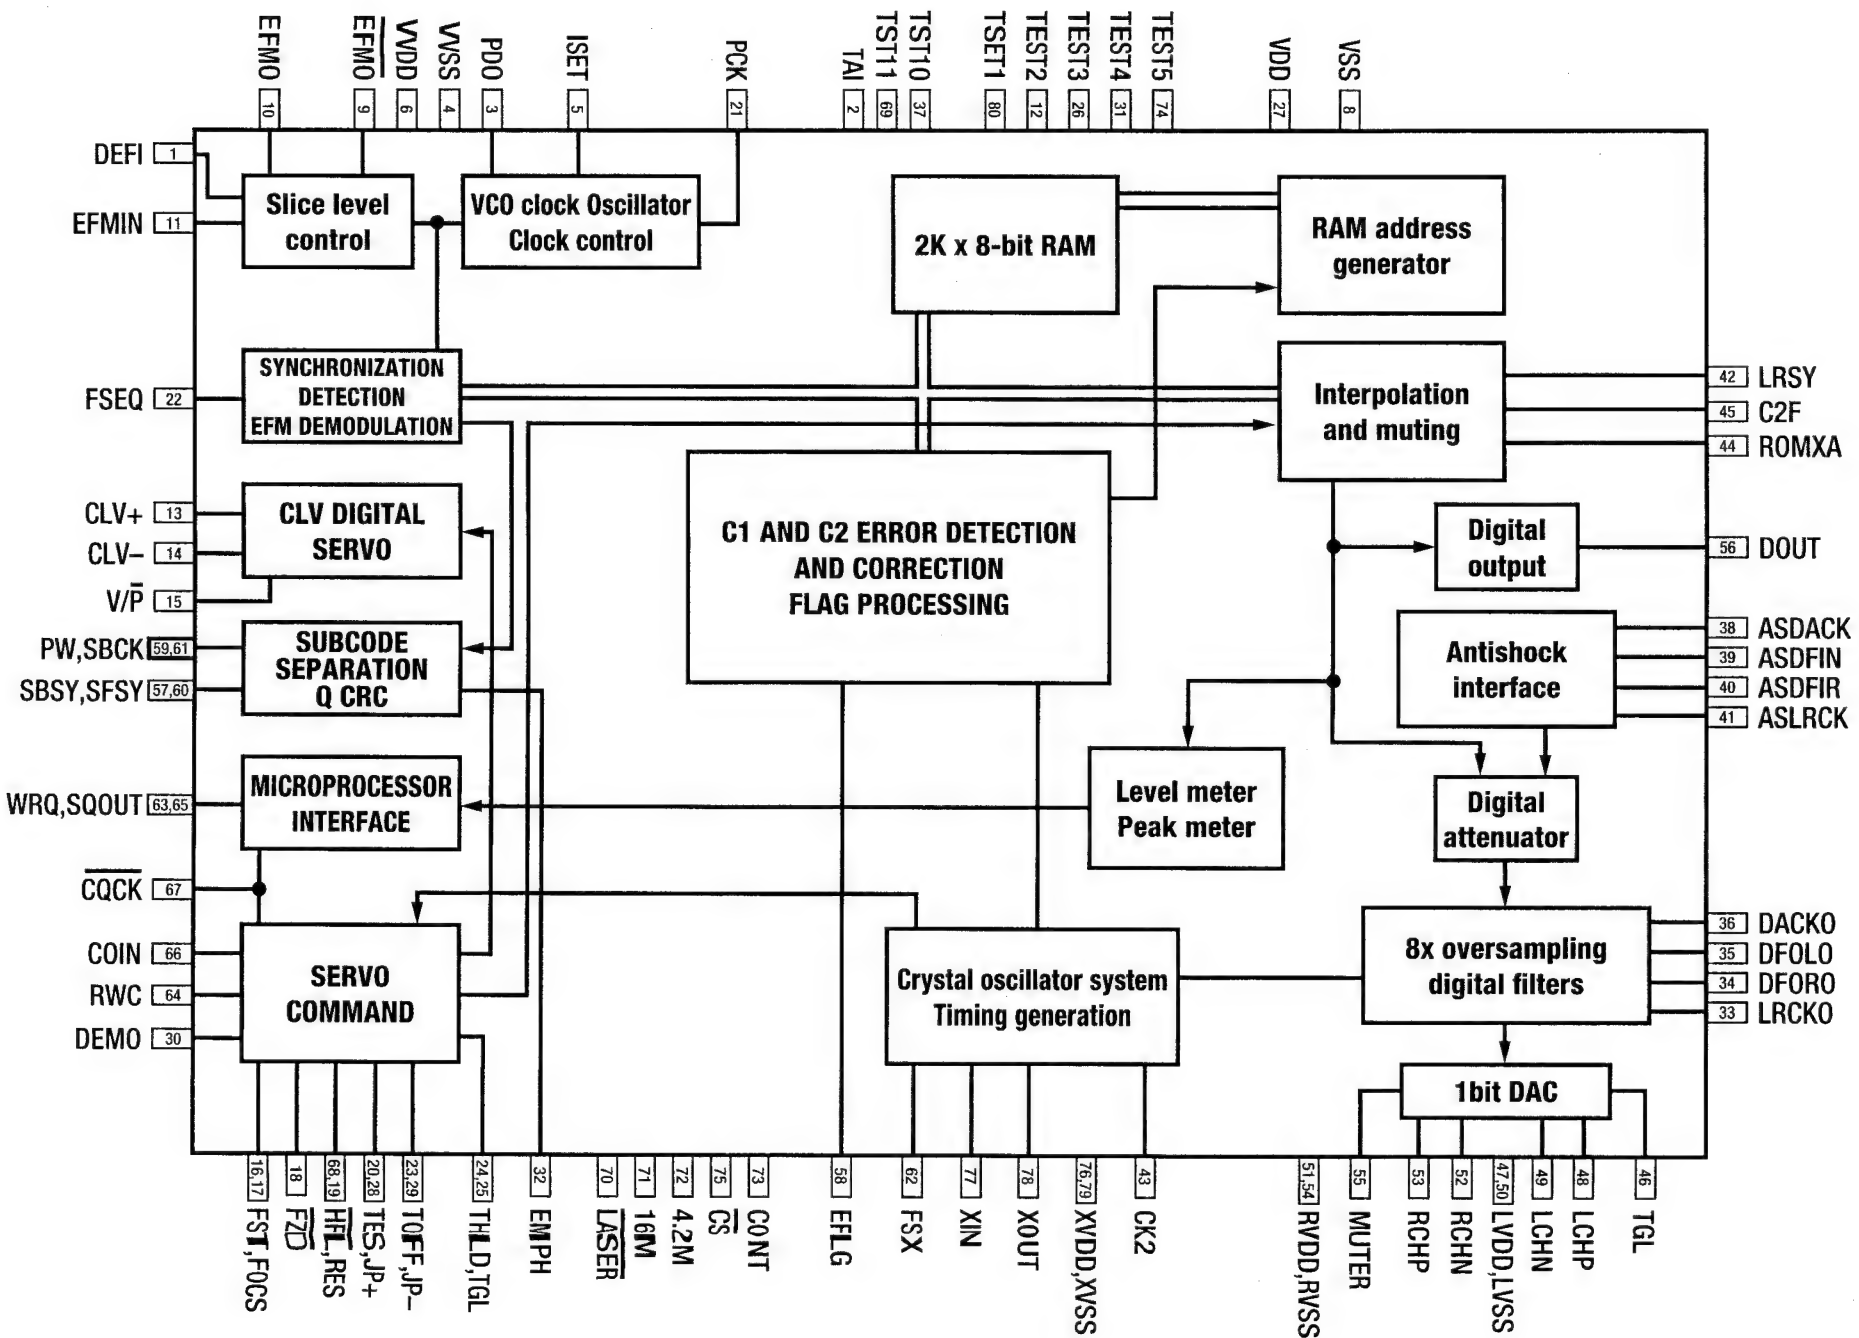 EFMO
EFMO
VVDD
VVSS
PDO
ISET
PCK
TAI
TST11
TST10
TSET1
TEST2
TEST3
TEST4
TEST5
VDD
VSS
10
9
6
4
3
5
21
2
69
37
80
12
26
31
74
27
8
DEFI 1
EFMIN 11
Slice level
control
VCO clock Oscillator
Clock control
2K x 8-bit RAM
RAM address
generator
FSEQ 22
SYNCHRONIZATION
DETECTION
EFM DEMODULATION
Interpolation
and muting
42 LRSY
45 C2F
44 ROMXA
CLV+ 13
CLV– 14
V/P 15
CLV DIGITAL
SERVO
C1 AND C2 ERROR DETECTION
AND CORRECTION
FLAG PROCESSING
Digital
output
56 DOUT
PW,SBCK 59,61
SBSY,SFSY 57,60
SUBCODE
SEPARATION
Q CRC
Antishock
interface
38 ASDACK
39 ASDFIN
40 ASDFIR
41 ASLRCK
WRQ,SQOUT 63,65
MICROPROCESSOR
INTERFACE
Level meter
Peak meter
Digital
attenuator
CQCK 67
COIN 66
RWC 64
DEMO 30
SERVO
COMMAND
Crystal oscillator system
Timing generation
8x oversampling
digital filters
36 DACKO
35 DFOLO
34 DFORO
33 LRCKO
1bit DAC
16,17
18
68,19
20,28
23,29
24,25
32
70
71
72
75
73
58
62
77
78
76,79
43
51,54
55
53
52
47,50
49
48
46
FST,FOCS
FZD
HFL,RES
TES,JP+
TOFF,JP–
THLD,TGL
EMPH
LASER
16M
4.2M
CS
CONT
EFLG
FSX
XIN
XOUT
XVDD,XVSS
CK2
RVDD,RVSS
MUTER
RCHP
RCHN
LVDD,LVSS
LCHN
LCHP
TGL